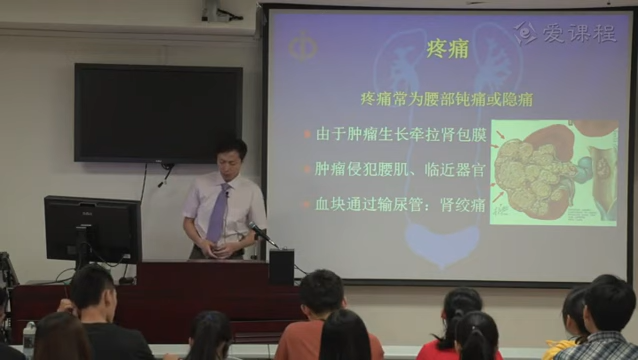 爱课程
疼痛
疼痛常为腰部钝痛或隐痛
由于肿瘤生长牵拉肾包膜
肿瘤侵犯腰肌、临近器官
血块通过输尿管：肾绞痛